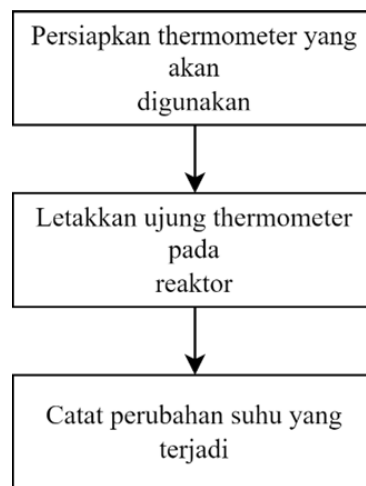 Persiapkan thermometer yang
akan
digunakan
Letakkan ujung thermometer
pada
reaktor
Catat perubahan suhu yang
terjadi